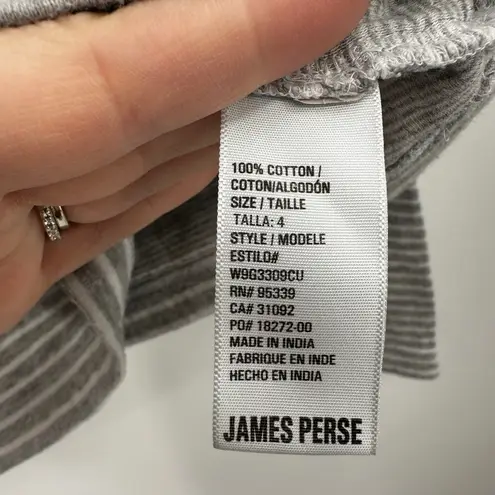 100% COTTON /
COTON/ALGODÓN
SIZE / TAILLE
TALLA: 4
STYLE / MODELE
ESTILO#
W9G3309CU
RN# 95339
CA# 31092
PO# 18272-00
MADE IN INDIA
FABRIQUE EN INDE
HECHO EN INDIA
JAMES PERSE